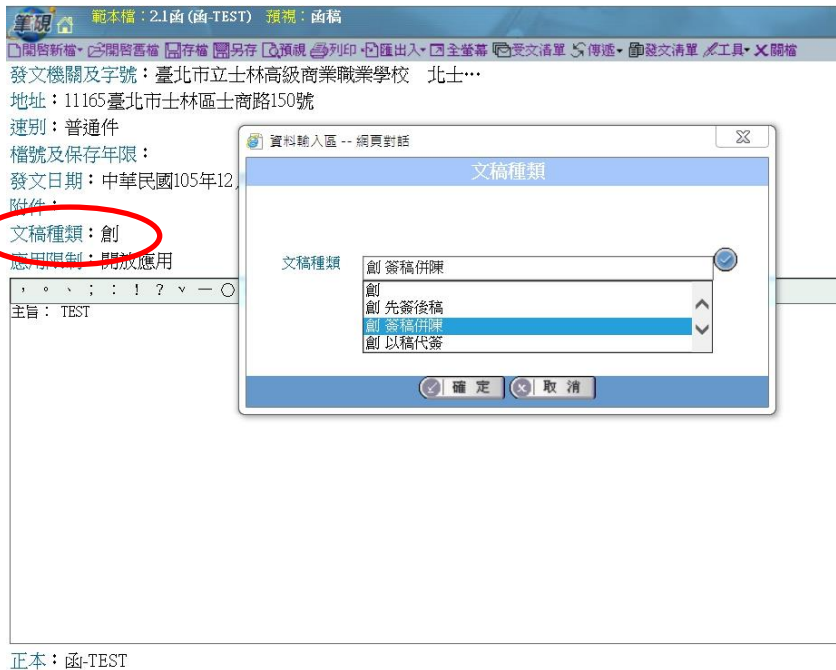 筆硯 範本檔：2.1函 (函-TEST) 預視：函稿
開啟新檔 開啟舊檔 存檔 另存 預視 列印 匯出入 全螢幕 受文清單 傳遞 發文清單 工具 關檔
發文機關及字號：臺北市立士林高級商業職業學校 北士…
地址：11165臺北市士林區士商路150號
速別：普通件
檔號及保存年限：
發文日期：中華民國105年12
附件：
文稿種類：創
應用限制：開放應用
， 。 、 ； ： ！ ？ ˇ — ○
主旨： TEST
資料輸入區 -- 網頁對話
文稿種類
文稿種類 創 簽稿併陳
創
創 先簽後稿
創 簽稿併陳
創 以稿代簽
確 定 取 消
正本：函-TEST